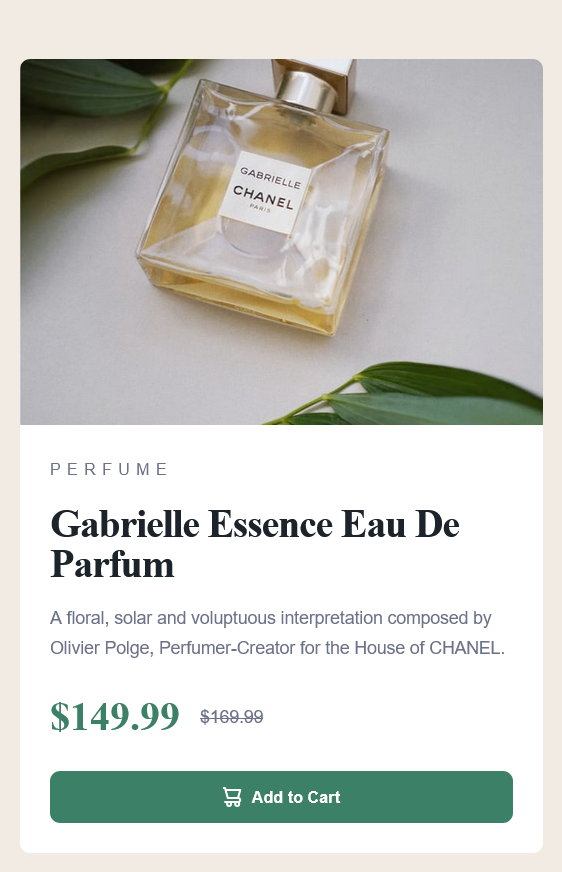 GABRIELLE
CHANEL
PARIS
PERFUME
Gabrielle Essence Eau De
Parfum
A floral, solar and voluptuous interpretation composed by
Olivier Polge, Perfumer-Creator for the House of CHANEL.
$149.99 $169.99
Add to Cart